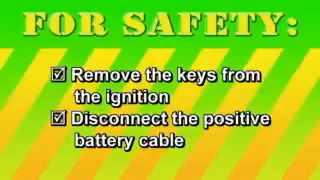 FOR SAFETY:
☑ Remove the keys from
the ignition
☑ Disconnect the positive
battery cable